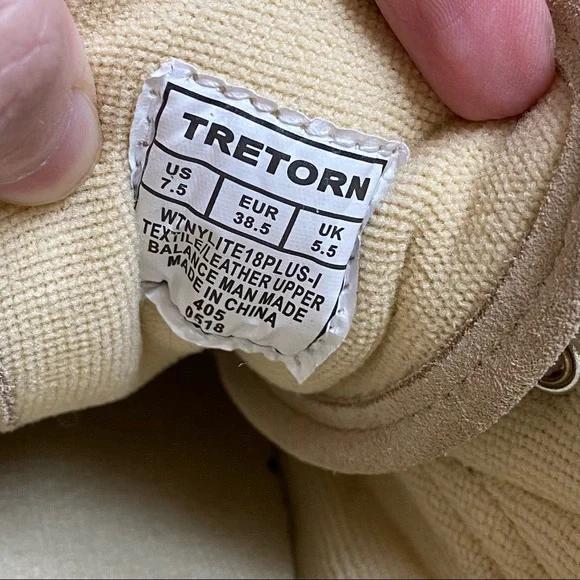 TRETORN
US EUR UK
7.5 38.5 5.5
WTNYLITE18PLUS-I
TEXTILE/LEATHER UPPER
BALANCE MAN MADE
MADE IN CHINA
405
0518